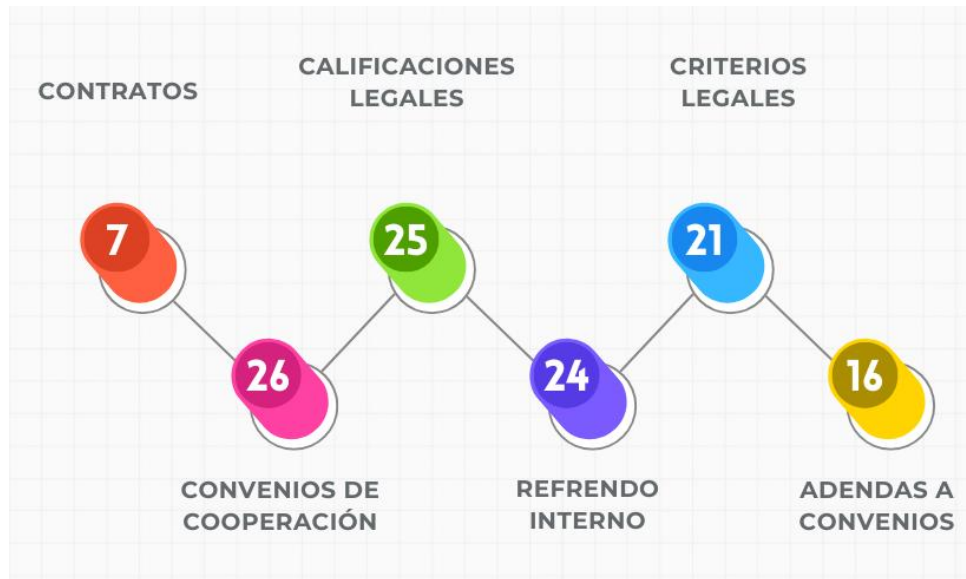 CONTRATOS
7
CONVENIOS DE
COOPERACIÓN
26
CALIFICACIONES
LEGALES
25
REFRENDO
INTERNO
24
CRITERIOS
LEGALES
21
ADENDAS A
CONVENIOS
16